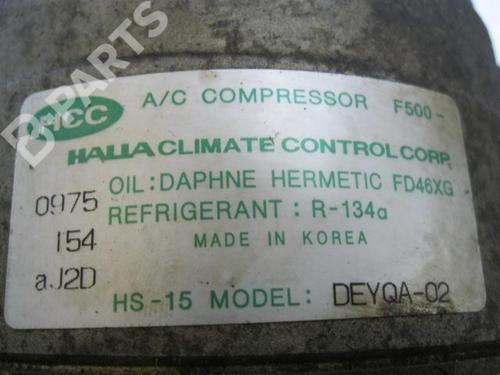 B-PARTS
ACC A/C COMPRESSOR F500-
HALLA CLIMATE CONTROL CORP.
OIL: DAPHNE HERMETIC FD46XG
0975 REFRIGERANT : R-134a
154 MADE IN KOREA
aJ2D
HS-15 MODEL: DEYQA-02